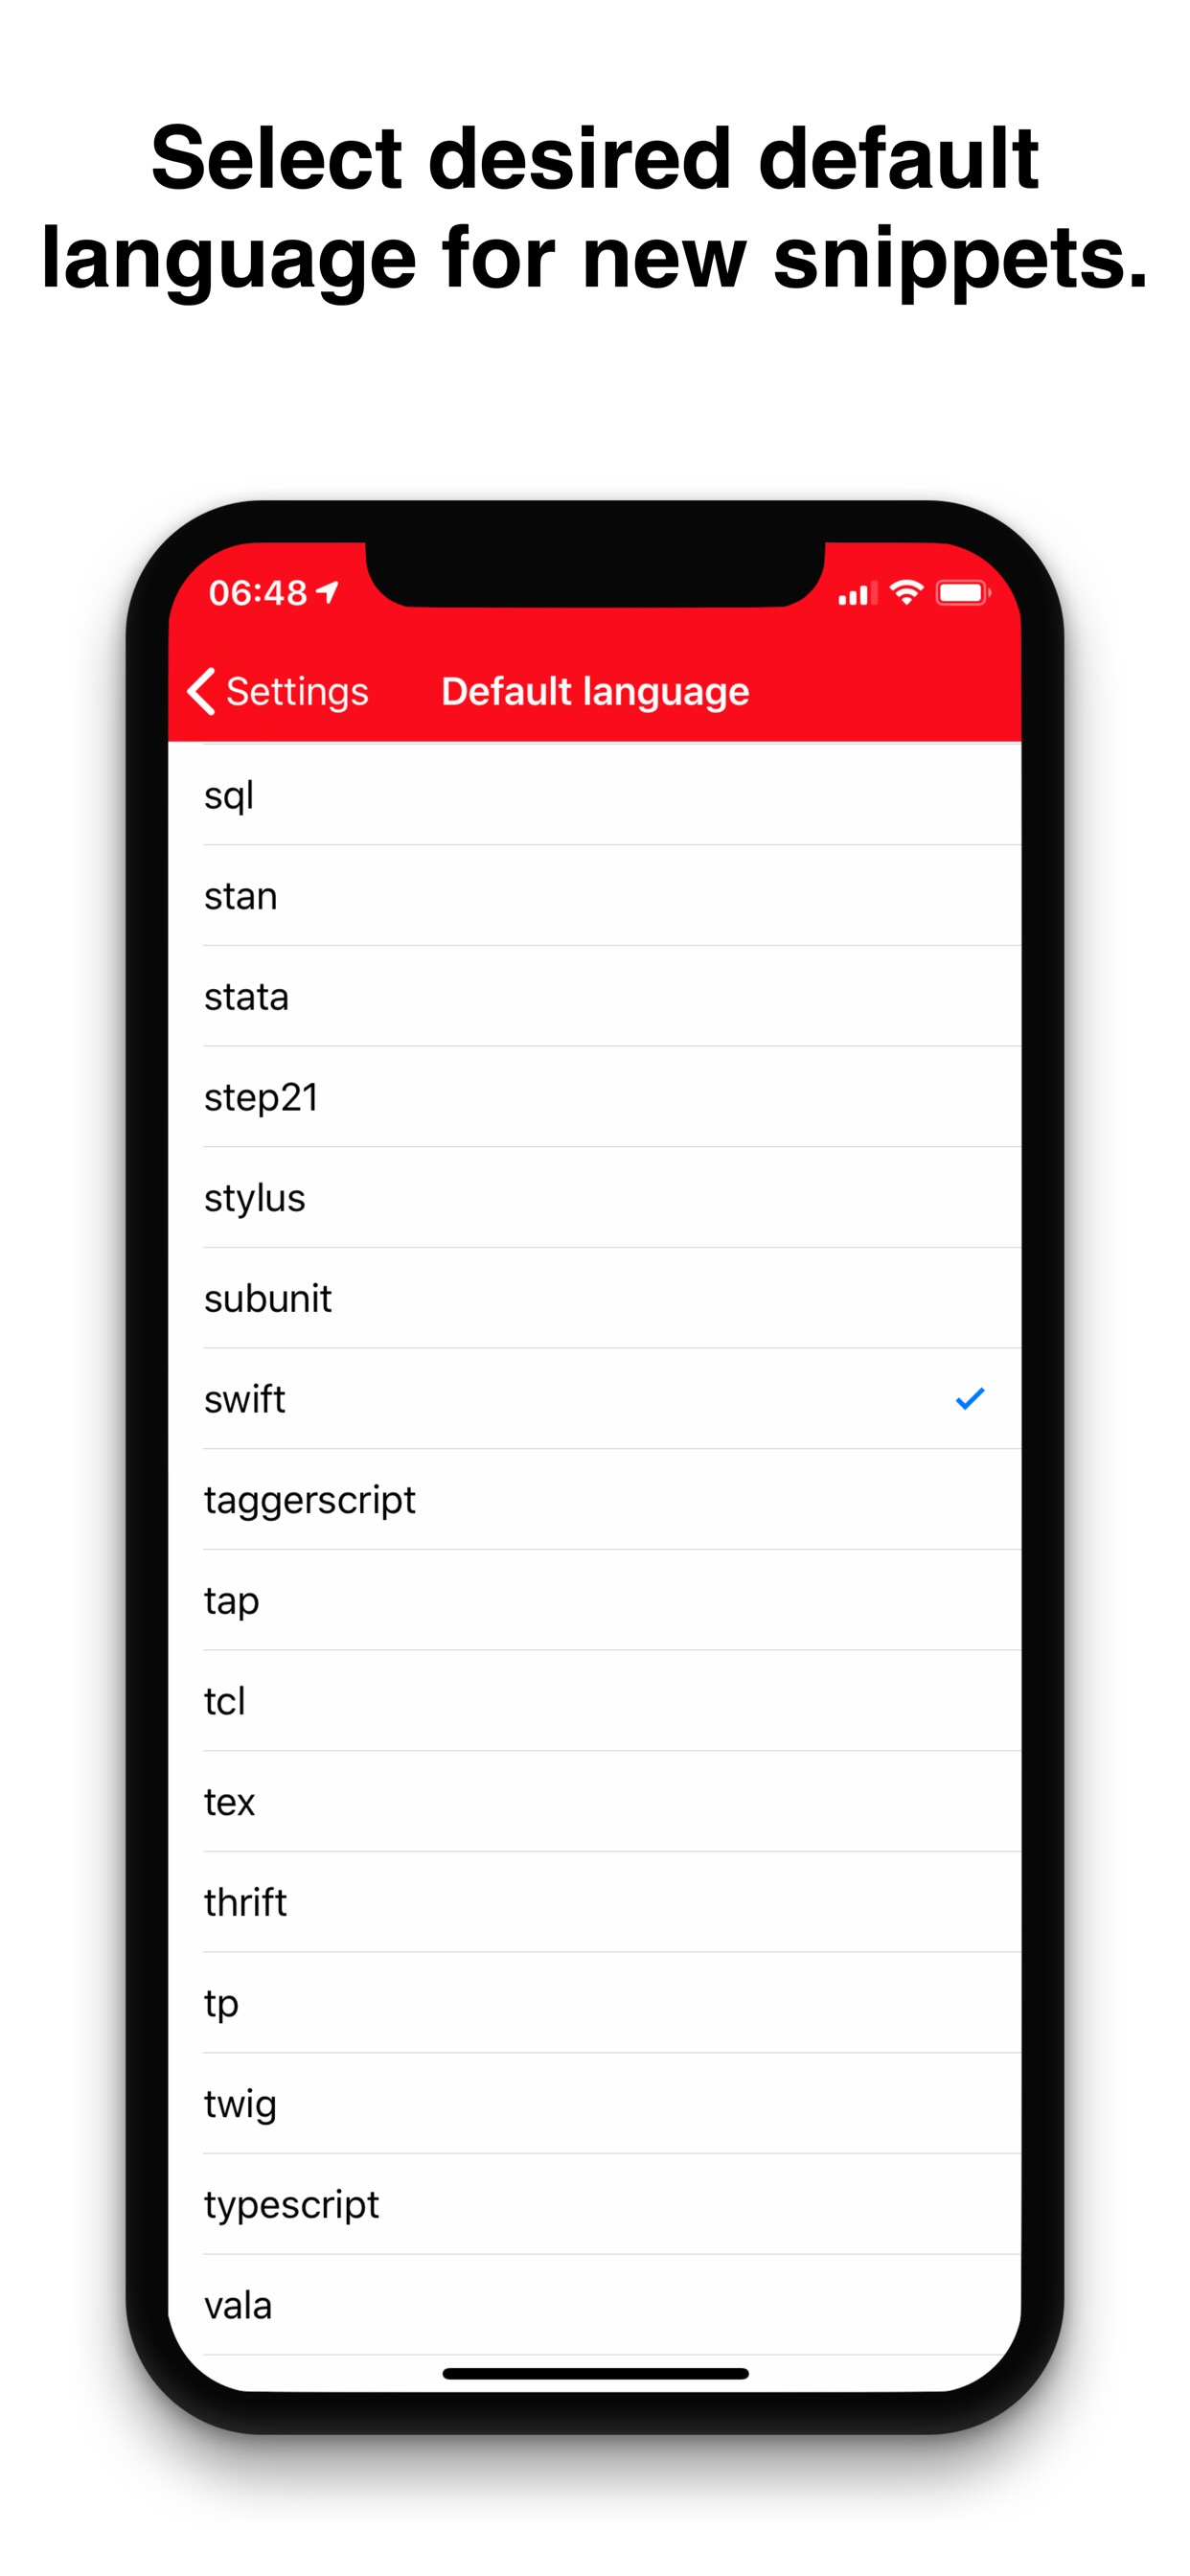 Select desired default
language for new snippets.
06:48
Settings
Default language
sql
stan
stata
step21
stylus
subunit
swift
taggerscript
tap
tcl
tex
thrift
tp
twig
typescript
vala